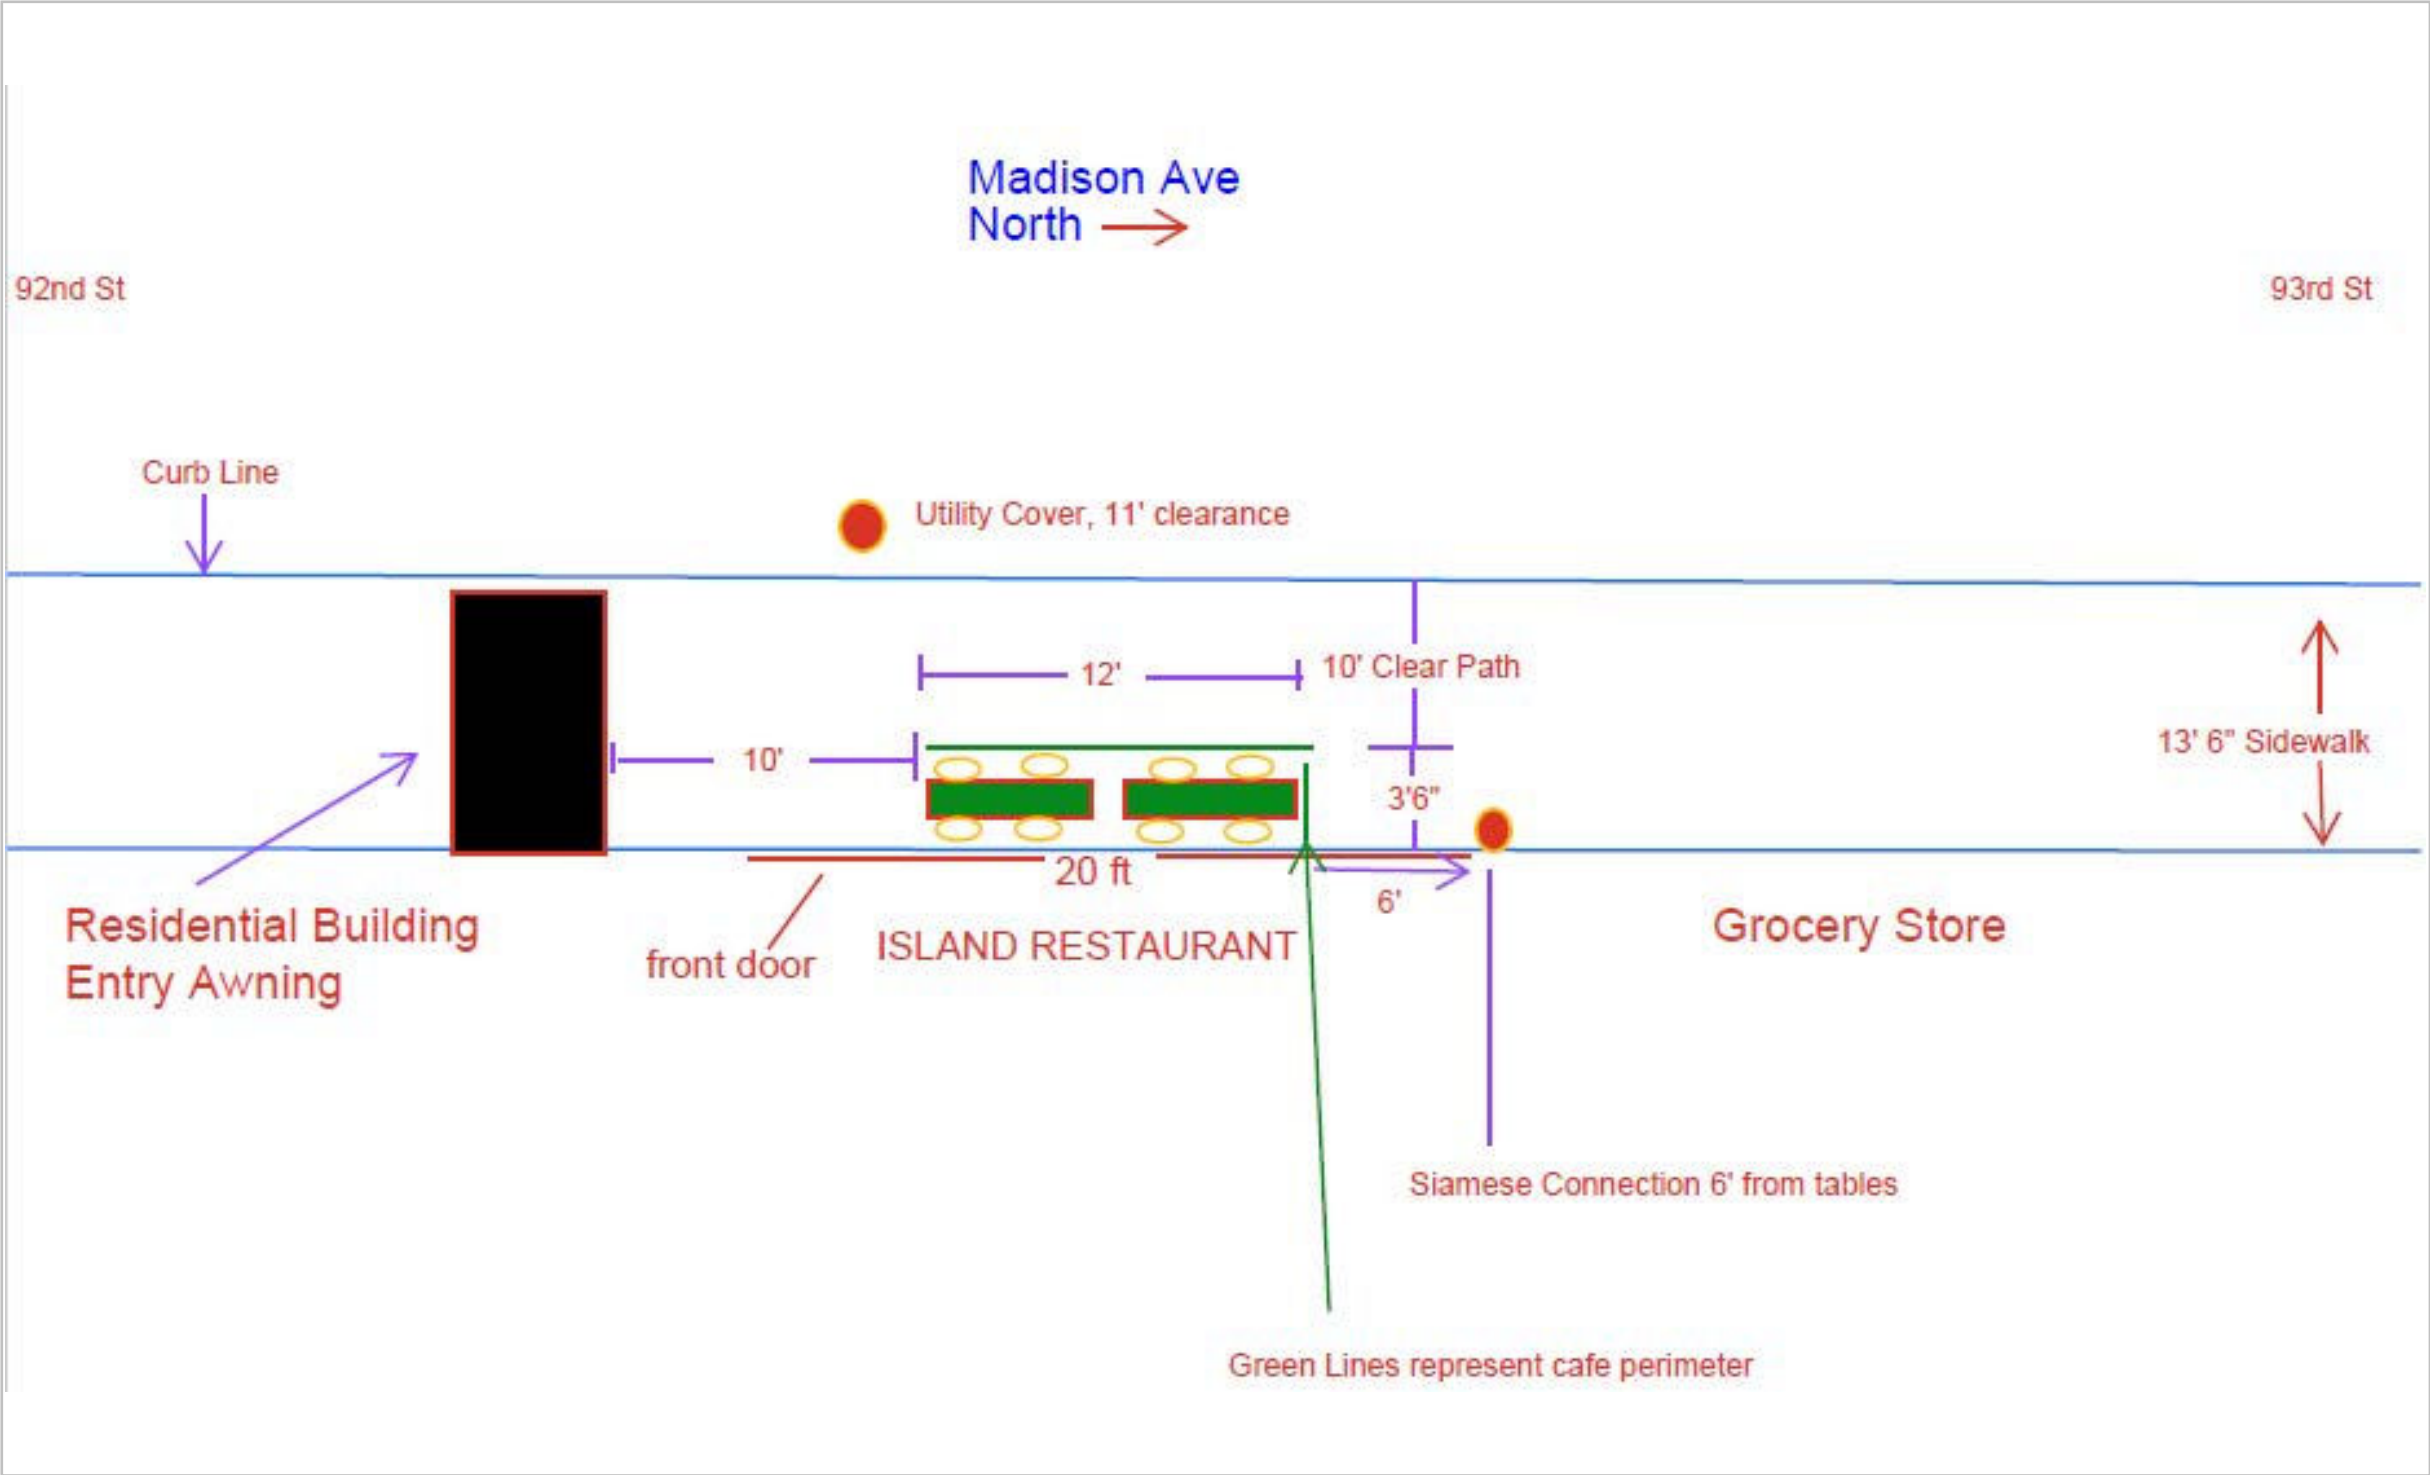 Madison Ave
North
92nd St
93rd St
Curb Line
Utility Cover, 11' clearance
12'
10' Clear Path
10'
13' 6" Sidewalk
3'6"
20 ft
6'
Residential Building
Entry Awning
front door
ISLAND RESTAURANT
Grocery Store
Siamese Connection 6' from tables
Green Lines represent cafe perimeter